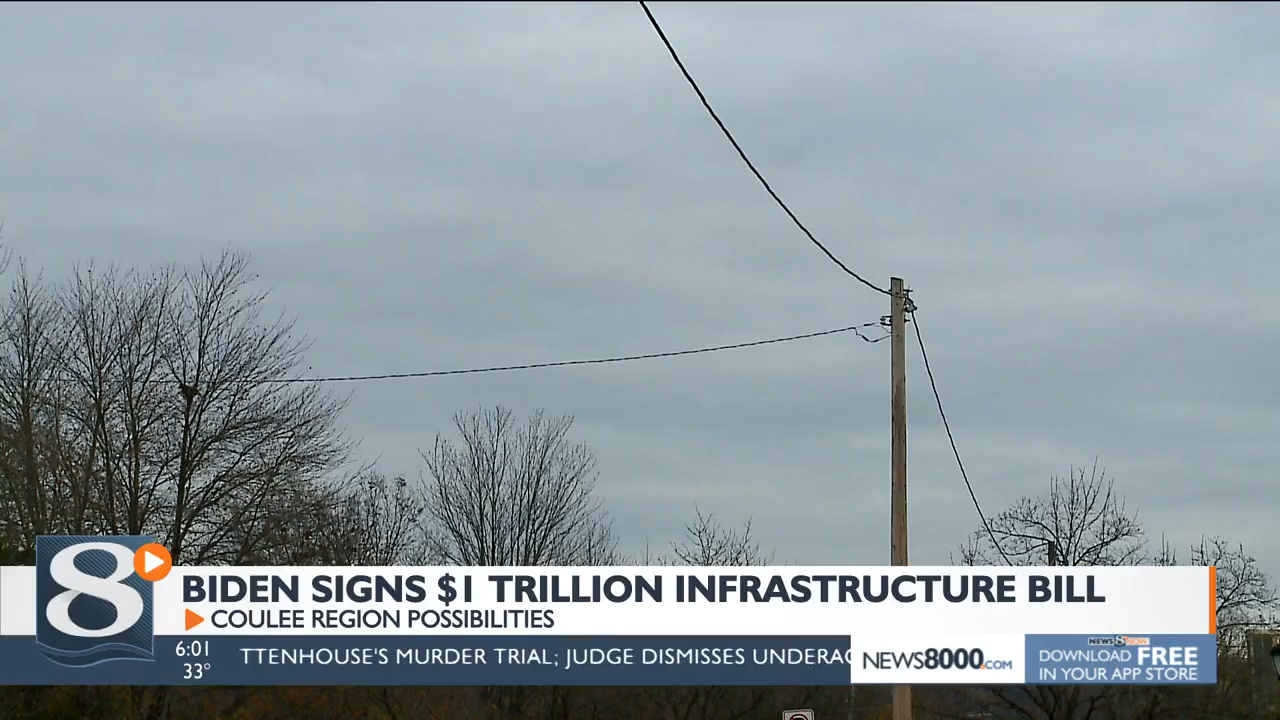 8
BIDEN SIGNS $1 TRILLION INFRASTRUCTURE BILL
COULEE REGION POSSIBILITIES
6:01
33°
TTENHOUSE'S MURDER TRIAL; JUDGE DISMISSES UNDERAG
NEWS8000.COM
NEWS 8 NOW
DOWNLOAD FREE
IN YOUR APP STORE